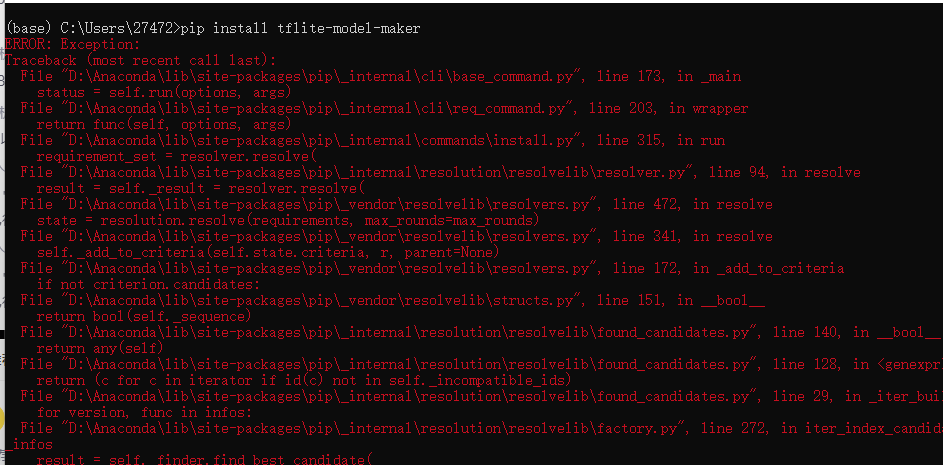 (base) C:\Users\27472>pip install tflite-model-maker
ERROR: Exception:
Traceback (most recent call last):
  File "D:\Anaconda\lib\site-packages\pip\_internal\cli\base_command.py", line 173, in _main
    status = self.run(options, args)
  File "D:\Anaconda\lib\site-packages\pip\_internal\cli\req_command.py", line 203, in wrapper
    return func(self, options, args)
  File "D:\Anaconda\lib\site-packages\pip\_internal\commands\install.py", line 315, in run
    requirement_set = resolver.resolve(
  File "D:\Anaconda\lib\site-packages\pip\_internal\resolution\resolvelib\resolver.py", line 94, in resolve
    result = self._result = resolver.resolve(
  File "D:\Anaconda\lib\site-packages\pip\_vendor\resolvelib\resolvers.py", line 472, in resolve
    state = resolution.resolve(requirements, max_rounds=max_rounds)
  File "D:\Anaconda\lib\site-packages\pip\_vendor\resolvelib\resolvers.py", line 341, in resolve
    self._add_to_criteria(self.state.criteria, r, parent=None)
  File "D:\Anaconda\lib\site-packages\pip\_vendor\resolvelib\resolvers.py", line 172, in _add_to_criteria
    if not criterion.candidates:
  File "D:\Anaconda\lib\site-packages\pip\_vendor\resolvelib\structs.py", line 151, in __bool__
    return bool(self._sequence)
  File "D:\Anaconda\lib\site-packages\pip\_internal\resolution\resolvelib\found_candidates.py", line 140, in __bool__
    return any(self)
  File "D:\Anaconda\lib\site-packages\pip\_internal\resolution\resolvelib\found_candidates.py", line 123, in <genexpr
    return (c for c in iterator if id(c) not in self._incompatible_ids)
  File "D:\Anaconda\lib\site-packages\pip\_internal\resolution\resolvelib\found_candidates.py", line 29, in _iter_bui
    for version, func in infos:
  File "D:\Anaconda\lib\site-packages\pip\_internal\resolution\resolvelib\factory.py", line 272, in iter_index_candida
_infos
    result = self._finder.find_best_candidate(